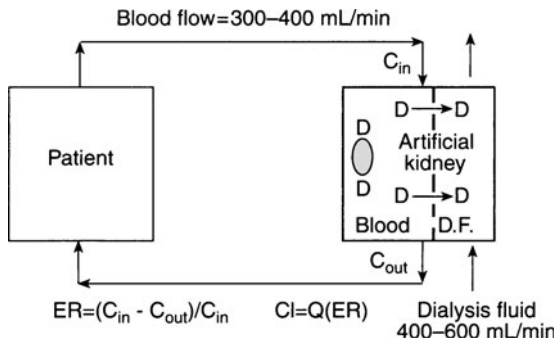 Blood flow=300–400 mL/min
C_in
D D
D
Patient
Artificial
kidney
D
D D
Blood D.F.
C_out
ER=(C_in - C_out)/C_in
Cl=Q(ER)
Dialysis fluid
400–600 mL/min